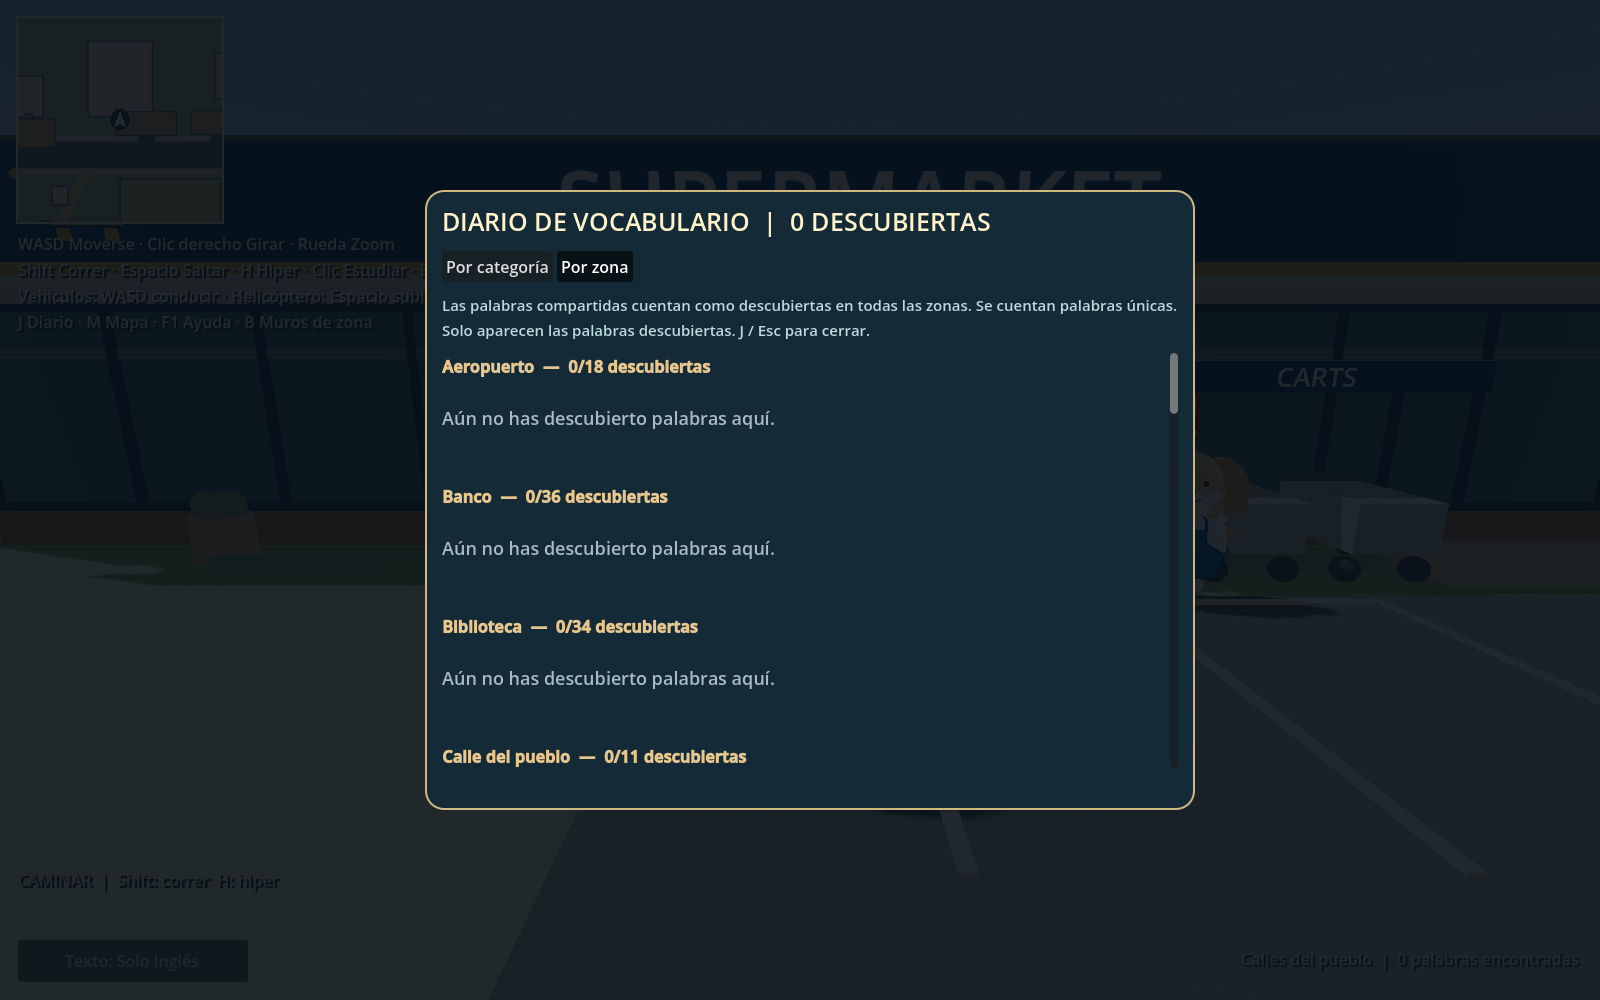 SUPERMARKET
WASD Moverse · Clic derecho Girar · Rueda Zoom
Shift Correr · Espacio Saltar · H Hiper · Clic Estudiar ·
Vehículos: WASD conducir · Helicóptero: Espacio subi
J Diario · M Mapa · F1 Ayuda · B Muros de zona
DIARIO DE VOCABULARIO | 0 DESCUBIERTAS
Por categoría Por zona
Las palabras compartidas cuentan como descubiertas en todas las zonas. Se cuentan palabras únicas.
Solo aparecen las palabras descubiertas. J / Esc para cerrar.
Aeropuerto — 0/18 descubiertas
Aún no has descubierto palabras aquí.
Banco — 0/36 descubiertas
Aún no has descubierto palabras aquí.
Biblioteca — 0/34 descubiertas
Aún no has descubierto palabras aquí.
Calle del pueblo — 0/11 descubiertas
CARTS
CAMINAR | Shift: correr H: hiper
Texto: Solo Inglés
Calles del pueblo | 0 palabras encontradas